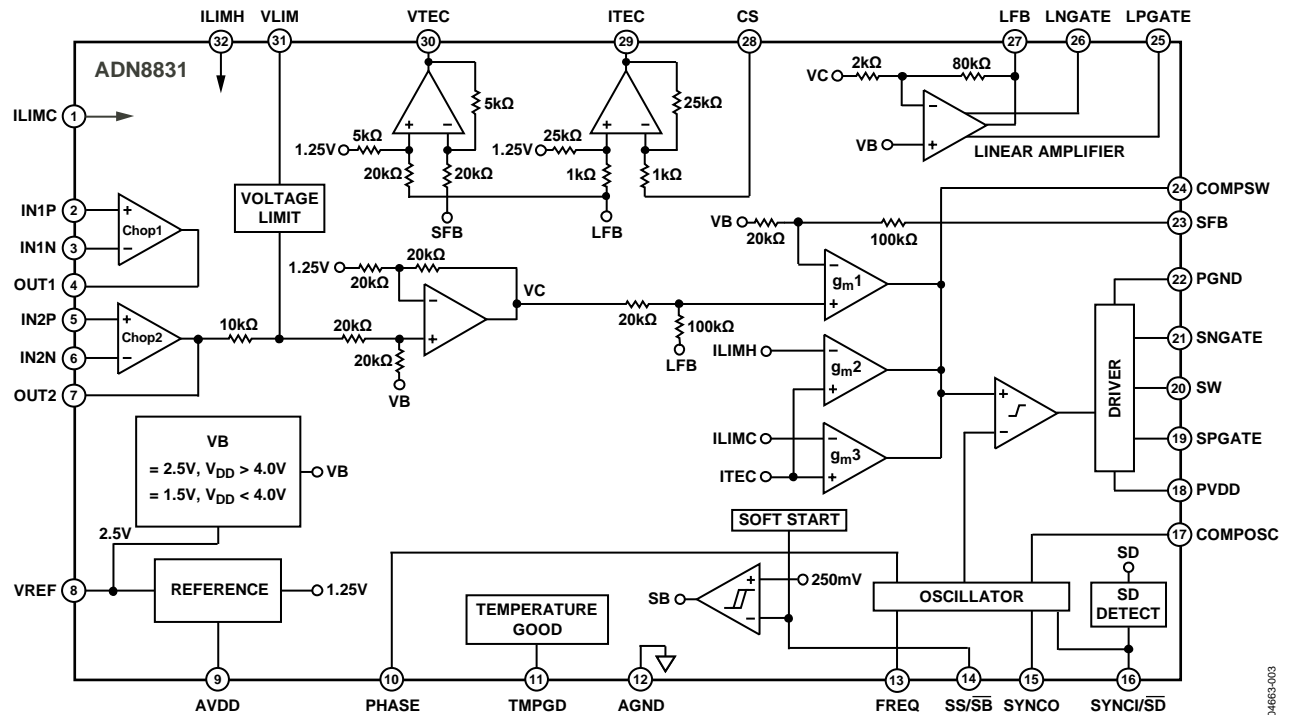 ILIMH
VLIM
VTEC
ITEC
CS
LFB
LNGATE
LPGATE
32
31
30
29
28
27
26
25
ADN8831
2kΩ
80kΩ
VC
5kΩ
25kΩ
ILIMC
1
+
−
+
−
−
5kΩ
25kΩ
1.25V
1.25V
VB
+
LINEAR AMPLIFIER
20kΩ
20kΩ
1kΩ
1kΩ
24
COMPSW
VOLTAGE
LIMIT
IN1P
2
+
Chop1
SFB
LFB
VB
20kΩ
100kΩ
23
SFB
IN1N
3
−
1.25V
20kΩ
20kΩ
−
gm1
+
22
PGND
OUT1
4
VC
IN2P
5
+
Chop2
10kΩ
20kΩ
−
+
20kΩ
100kΩ
ILIMH
−
gm2
+
21
SNGATE
IN2N
6
−
20kΩ
LFB
DRIVER
20
SW
OUT2
7
VB
+
−
ILIMC
−
gm3
+
19
SPGATE
VB
= 2.5V, VDD > 4.0V
= 1.5V, VDD < 4.0V
VB
ITEC
18
PVDD
2.5V
SOFT START
17
COMPOSC
VREF
8
REFERENCE
1.25V
+
250mV
SB
−
OSCILLATOR
SD
SD
DETECT
TEMPERATURE
GOOD
9
10
11
12
13
14
15
16
AVDD
PHASE
TMPGD
AGND
FREQ
SS/SB
SYNCO
SYNCI/SD
04663-003